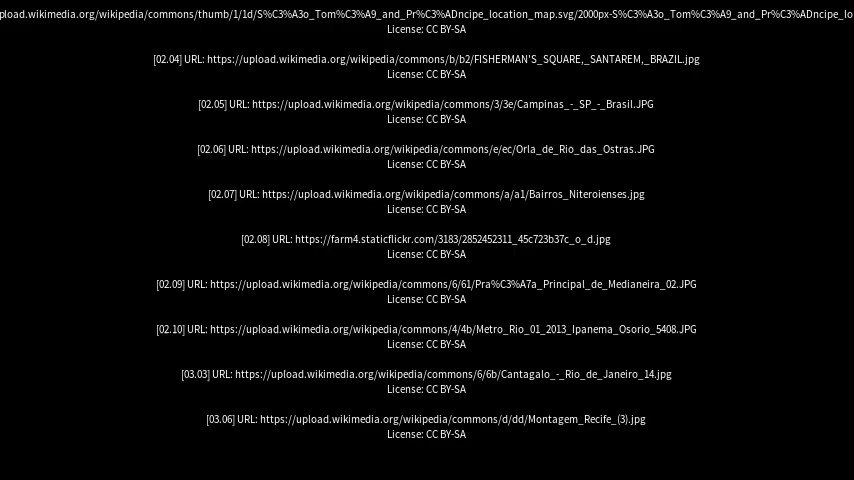 pload.wikimedia.org/wikipedia/commons/thumb/1/1d/S%C3%A3o_Tom%C3%A9_and_Pr%C3%ADncipe_location_map.svg/2000px-S%C3%A3o_Tom%C3%A9_and_Pr%C3%ADncipe_lo
License: CC BY-SA
[02.04] URL: https://upload.wikimedia.org/wikipedia/commons/b/b2/FISHERMAN'S_SQUARE,_SANTAREM,_BRAZIL.jpg
License: CC BY-SA
[02.05] URL: https://upload.wikimedia.org/wikipedia/commons/3/3e/Campinas_-_SP_-_Brasil.JPG
License: CC BY-SA
[02.06] URL: https://upload.wikimedia.org/wikipedia/commons/e/ec/Orla_de_Rio_das_Ostras.JPG
License: CC BY-SA
[02.07] URL: https://upload.wikimedia.org/wikipedia/commons/a/a1/Bairros_Niteroienses.jpg
License: CC BY-SA
[02.08] URL: https://farm4.staticflickr.com/3183/2852452311_45c723b37c_o_d.jpg
License: CC BY-SA
[02.09] URL: https://upload.wikimedia.org/wikipedia/commons/6/61/Pra%C3%A7a_Principal_de_Medianeira_02.JPG
License: CC BY-SA
[02.10] URL: https://upload.wikimedia.org/wikipedia/commons/4/4b/Metro_Rio_01_2013_Ipanema_Osorio_5408.JPG
License: CC BY-SA
[03.03] URL: https://upload.wikimedia.org/wikipedia/commons/6/6b/Cantagalo_-_Rio_de_Janeiro_14.jpg
License: CC BY-SA
[03.06] URL: https://upload.wikimedia.org/wikipedia/commons/d/dd/Montagem_Recife_(3).jpg
License: CC BY-SA